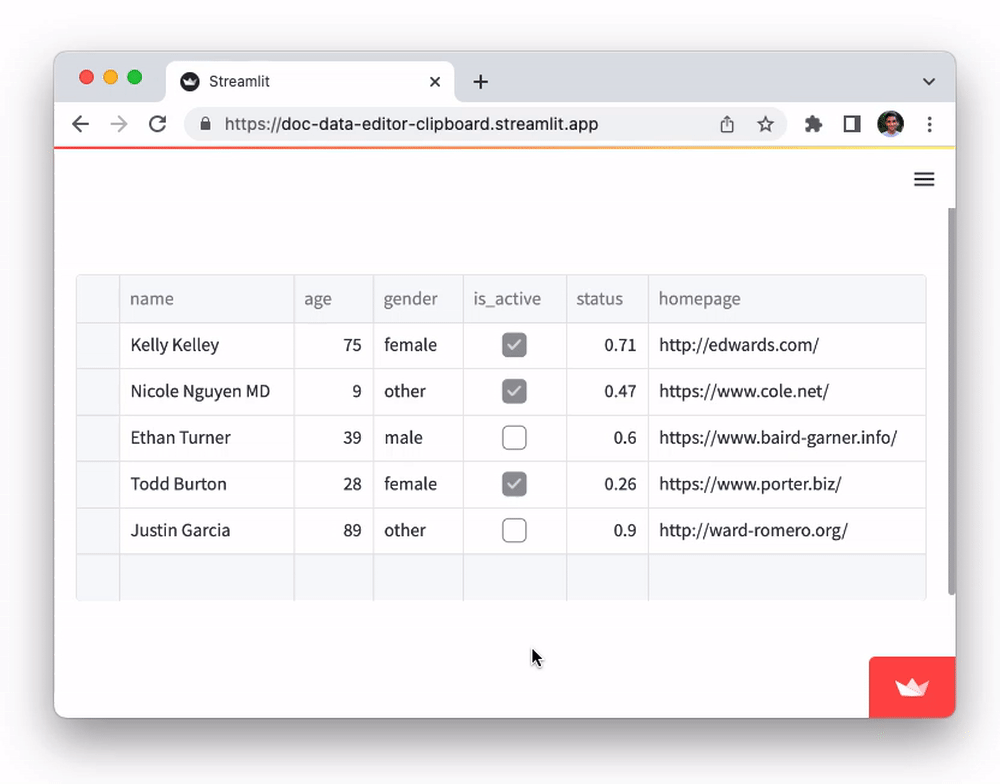 Streamlit
https://doc-data-editor-clipboard.streamlit.app
name age gender is_active status homepage
Kelly Kelley 75 female 0.71 http://edwards.com/
Nicole Nguyen MD 9 other 0.47 https://www.cole.net/
Ethan Turner 39 male 0.6 https://www.baird-garner.info/
Todd Burton 28 female 0.26 https://www.porter.biz/
Justin Garcia 89 other 0.9 http://ward-romero.org/